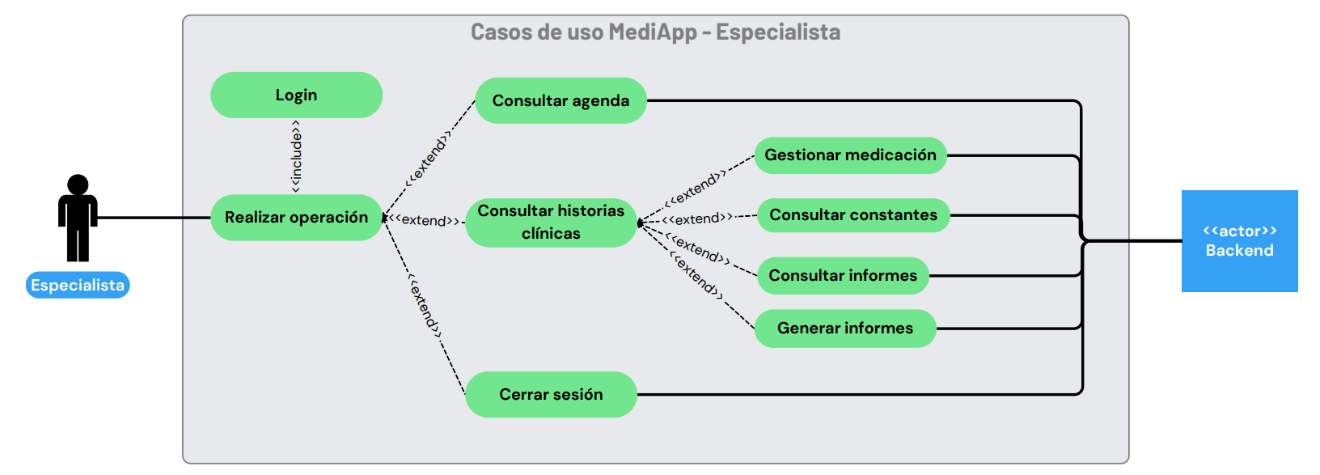 Casos de uso MediApp - Especialista
Login
<<include>>
Realizar operación
Especialista
<<extend>>
<<extend>>
<<extend>>
Consultar agenda
Consultar historias
clínicas
Cerrar sesión
<<extend>>
<<extend>>
<<extend>>
<<extend>>
Gestionar medicación
Consultar constantes
Consultar informes
Generar informes
<<actor>>
Backend